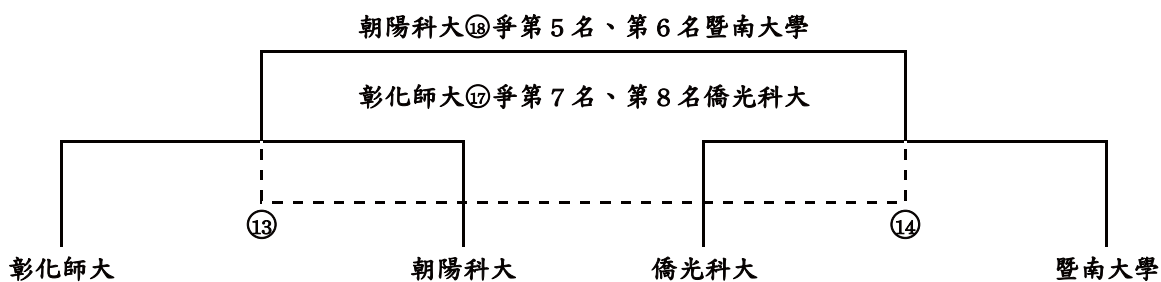 朝陽科大⑱爭第5名、第6名暨南大學
彰化師大⑰爭第7名、第8名僑光科大
⑬ ⑭
彰化師大 朝陽科大 僑光科大 暨南大學